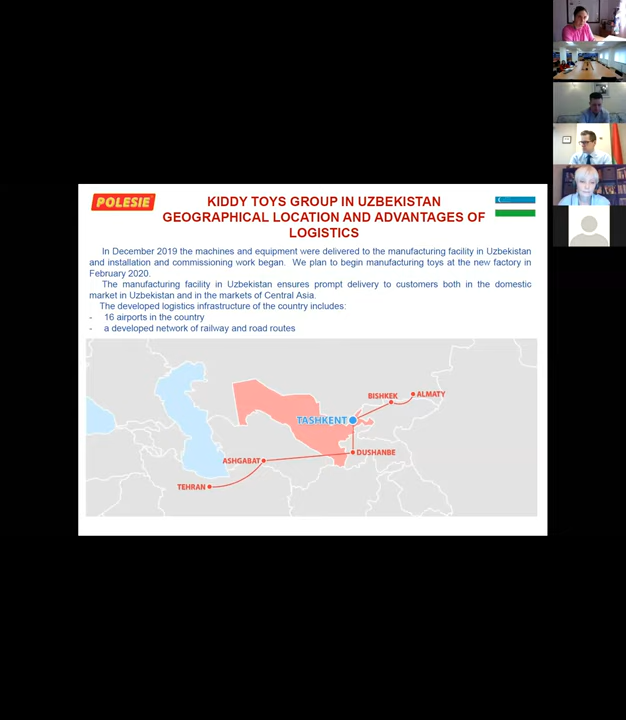 POLESIE
KIDDY TOYS GROUP IN UZBEKISTAN
GEOGRAPHICAL LOCATION AND ADVANTAGES OF
LOGISTICS
In December 2019 the machines and equipment were delivered to the manufacturing facility in Uzbekistan
and installation and commissioning work began. We plan to begin manufacturing toys at the new factory in
February 2020.
The manufacturing facility in Uzbekistan ensures prompt delivery to customers both in the domestic
market in Uzbekistan and in the markets of Central Asia.
The developed logistics infrastructure of the country includes:
- 16 airports in the country
- a developed network of railway and road routes
BISHKEK
ALMATY
TASHKENT
DUSHANBE
ASHGABAT
TEHRAN